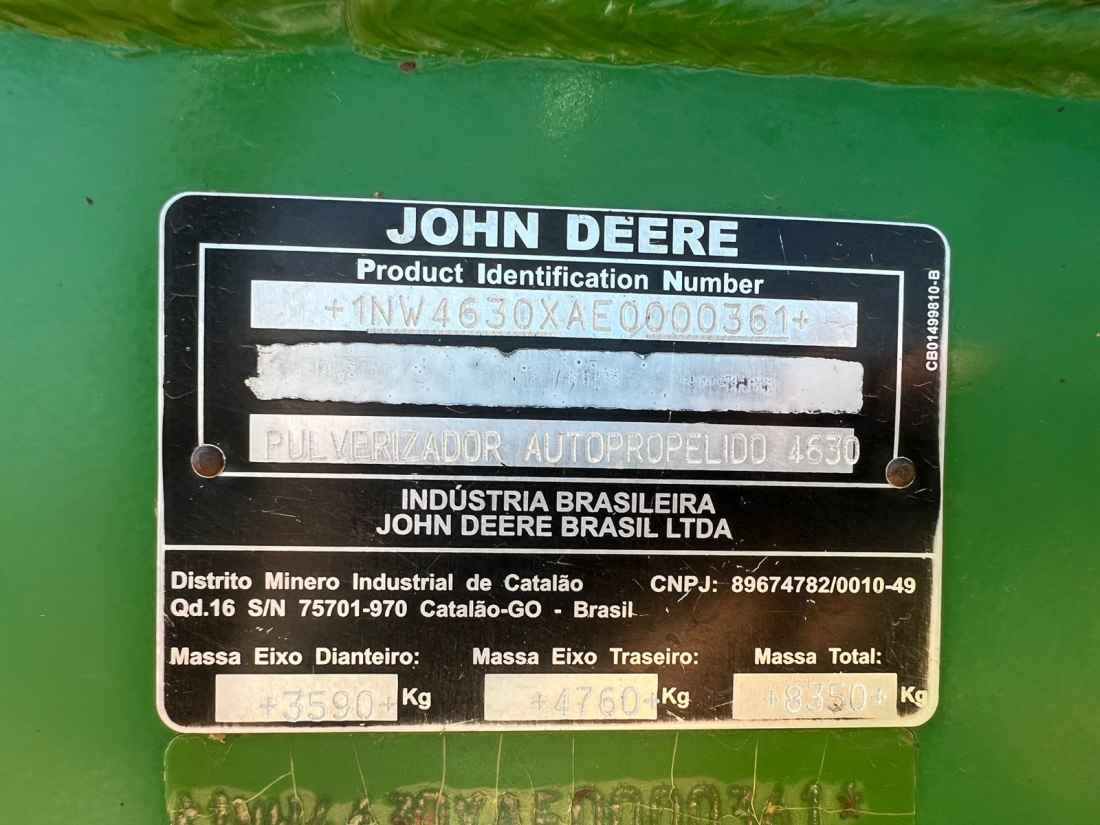 JOHN DEERE
Product Identification Number
+1NW4630XAE0000361+
PULVERIZADOR AUTOPROPELIDO 4630
INDÚSTRIA BRASILEIRA
JOHN DEERE BRASIL LTDA
CB01499810-B
Distrito Minero Industrial de Catalão CNPJ: 89674782/0010-49
Qd.16 S/N 75701-970 Catalão-GO - Brasil
Massa Eixo Dianteiro: Massa Eixo Traseiro: Massa Total:
+3590+ Kg +4760+ Kg +8350+ Kg